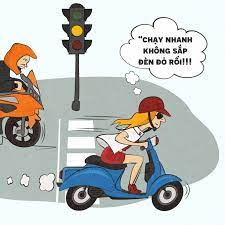 "CHẠY NHANH
KHÔNG SẮP
ĐÈN ĐỎ RỒI!!!